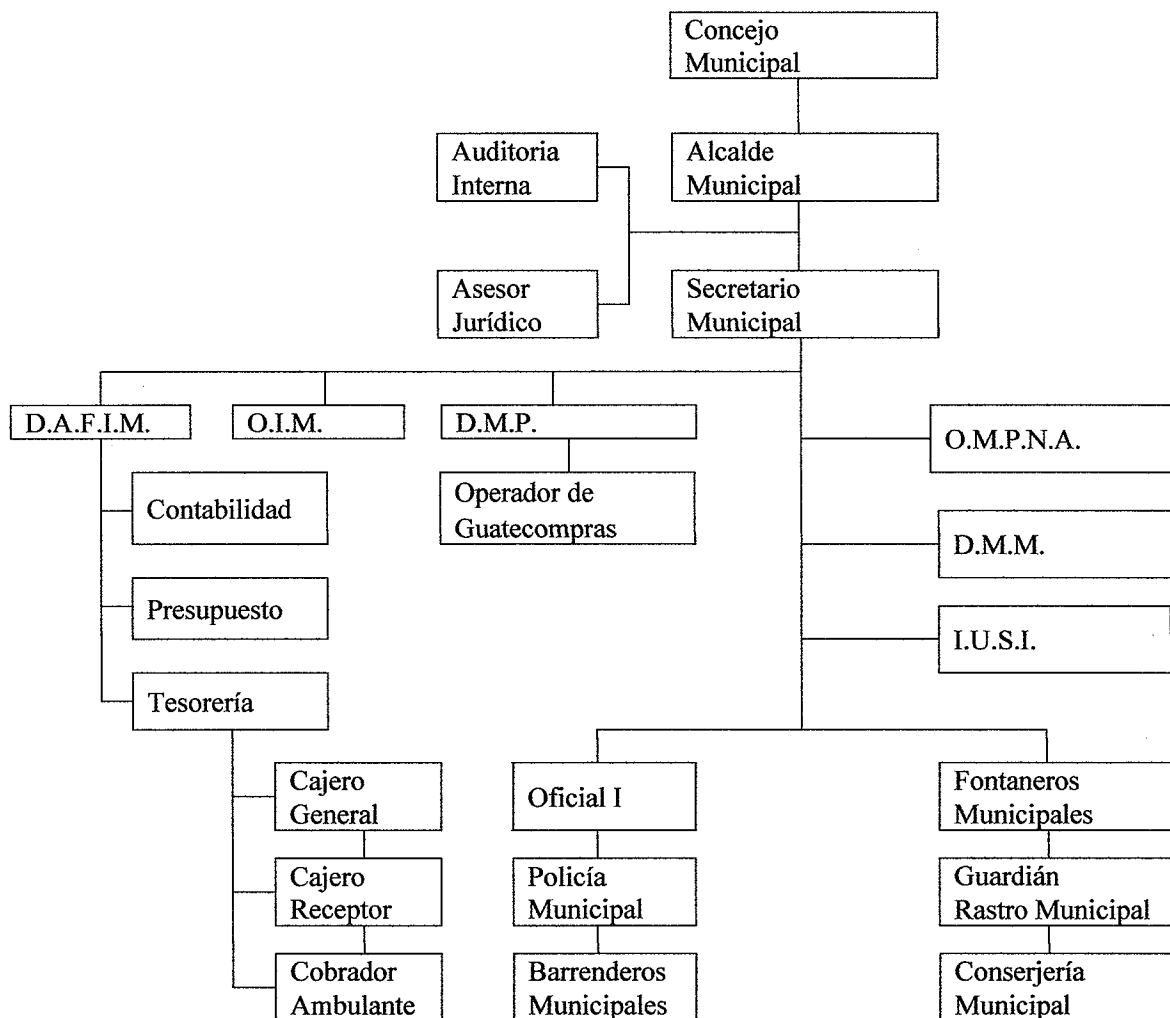 Concejo
Municipal
Auditoria
Interna
Alcalde
Municipal
Asesor
Jurídico
Secretario
Municipal
D.A.F.I.M.
O.I.M.
D.M.P.
O.M.P.N.A.
Contabilidad
Operador de
Guatecompras
D.M.M.
Presupuesto
I.U.S.I.
Tesorería
Cajero
General
Oficial I
Fontaneros
Municipales
Cajero
Receptor
Policía
Municipal
Guardián
Rastro Municipal
Cobrador
Ambulante
Barrenderos
Municipales
Conserjería
Municipal